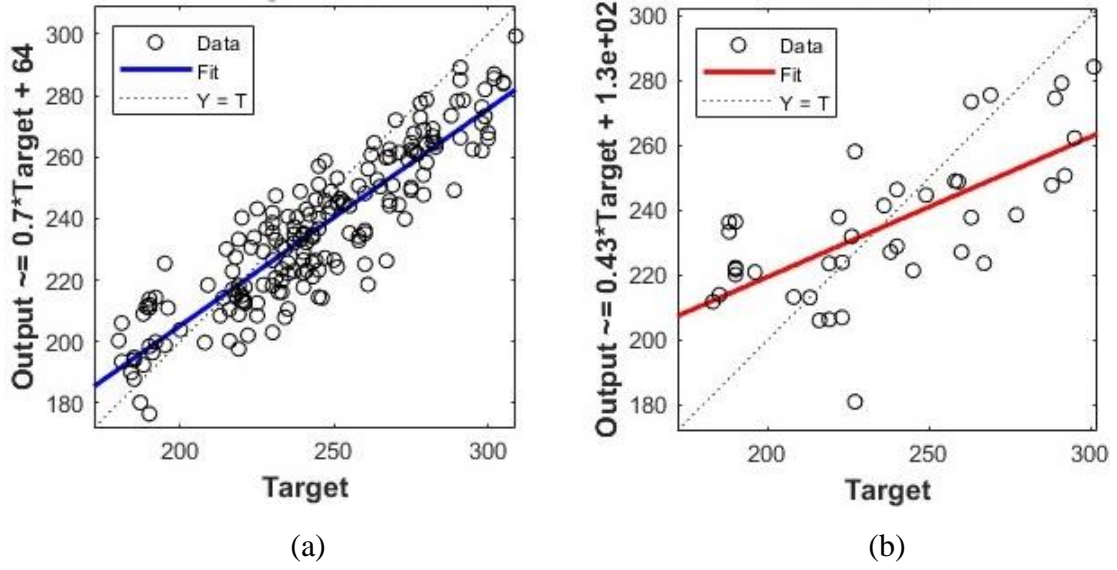 Output ~= 0.7*Target + 64
Data
Fit
Y = T
300
280
260
240
220
200
180
200
250
300
Target
(a)
Output ~= 0.43*Target + 1.3e+02
Data
Fit
Y = T
300
280
260
240
220
200
180
200
250
300
Target
(b)